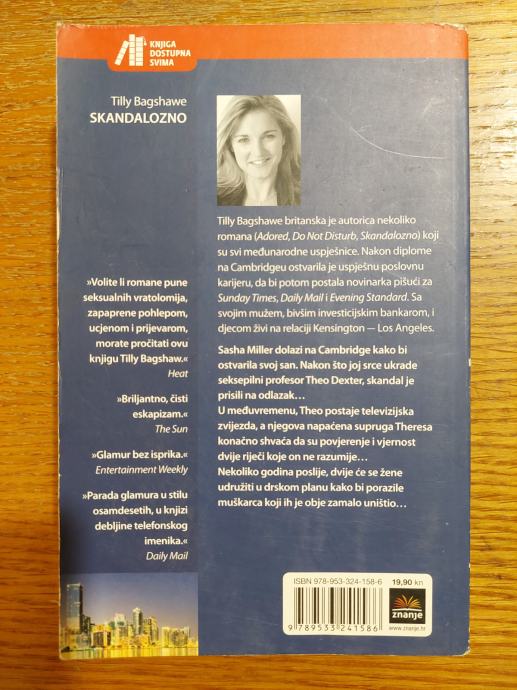 KNJIGA
DOSTUPNA
SVIMA
Tilly Bagshawe
SKANDALOZNO
Tilly Bagshawe britanska je autorica nekoliko
romana (Adored, Do Not Disturb, Skandalozno) koji
su svi međunarodne uspješnice. Nakon diplome
na Cambridgeu ostvarila je uspješnu poslovnu
karijeru, da bi potom postala novinarka pišući za
Sunday Times, Daily Mail i Evening Standard. Sa
svojim mužem, bivšim investicijskim bankarom, i
djecom živi na relaciji Kensington — Los Angeles.
Sasha Miller dolazi na Cambridge kako bi
ostvarila svoj san. Nakon što joj srce ukrade
seksepilni profesor Theo Dexter, skandal je
prisili na odlazak...
U međuvremenu, Theo postaje televizijska
zvijezda, a njegova napaćena supruga Theresa
konačno shvaća da su povjerenje i vjernost
dvije riječi koje on ne razumije...
Nekoliko godina poslije, dvije će se žene
udružiti u drskom planu kako bi porazile
muškarca koji ih je obje zamalo uništio...
»Volite li romane pune
seksualnih vratolomija,
zapaprene pohlepom,
ucjenom i prijevarom,
morate pročitati ovu
knjigu Tilly Bagshaw.«
Heat
»Briljantno, čisti
eskapizam.«
The Sun
»Glamur bez isprika.«
Entertainment Weekly
»Parada glamura u stilu
osamdesetih, u knjizi
debljine telefonskog
imenika.«
Daily Mail
ISBN 978-953-324-158-6
19,90 kn
9 789533 241586
znanje
www.znanje.hr